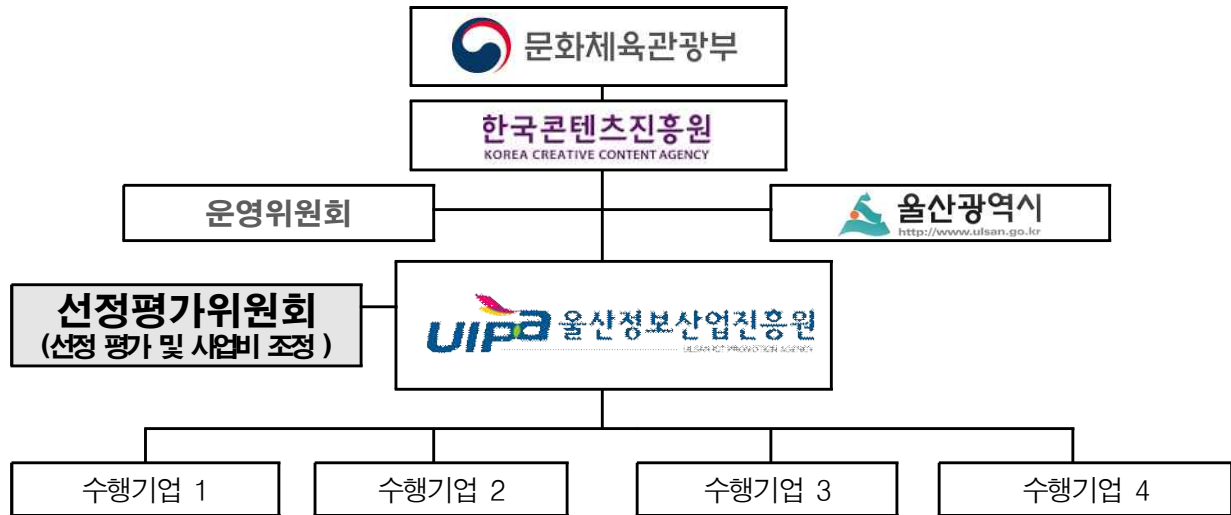 문화체육관광부
한국콘텐츠진흥원
KOREA CREATIVE CONTENT AGENCY
운영위원회
울산광역시
http://www.ulsan.go.kr
선정평가위원회
(선정 평가 및 사업비 조정 )
uipa 울산정보산업진흥원
ULSAN ICT PROMOTION AGENCY
수행기업 1
수행기업 2
수행기업 3
수행기업 4